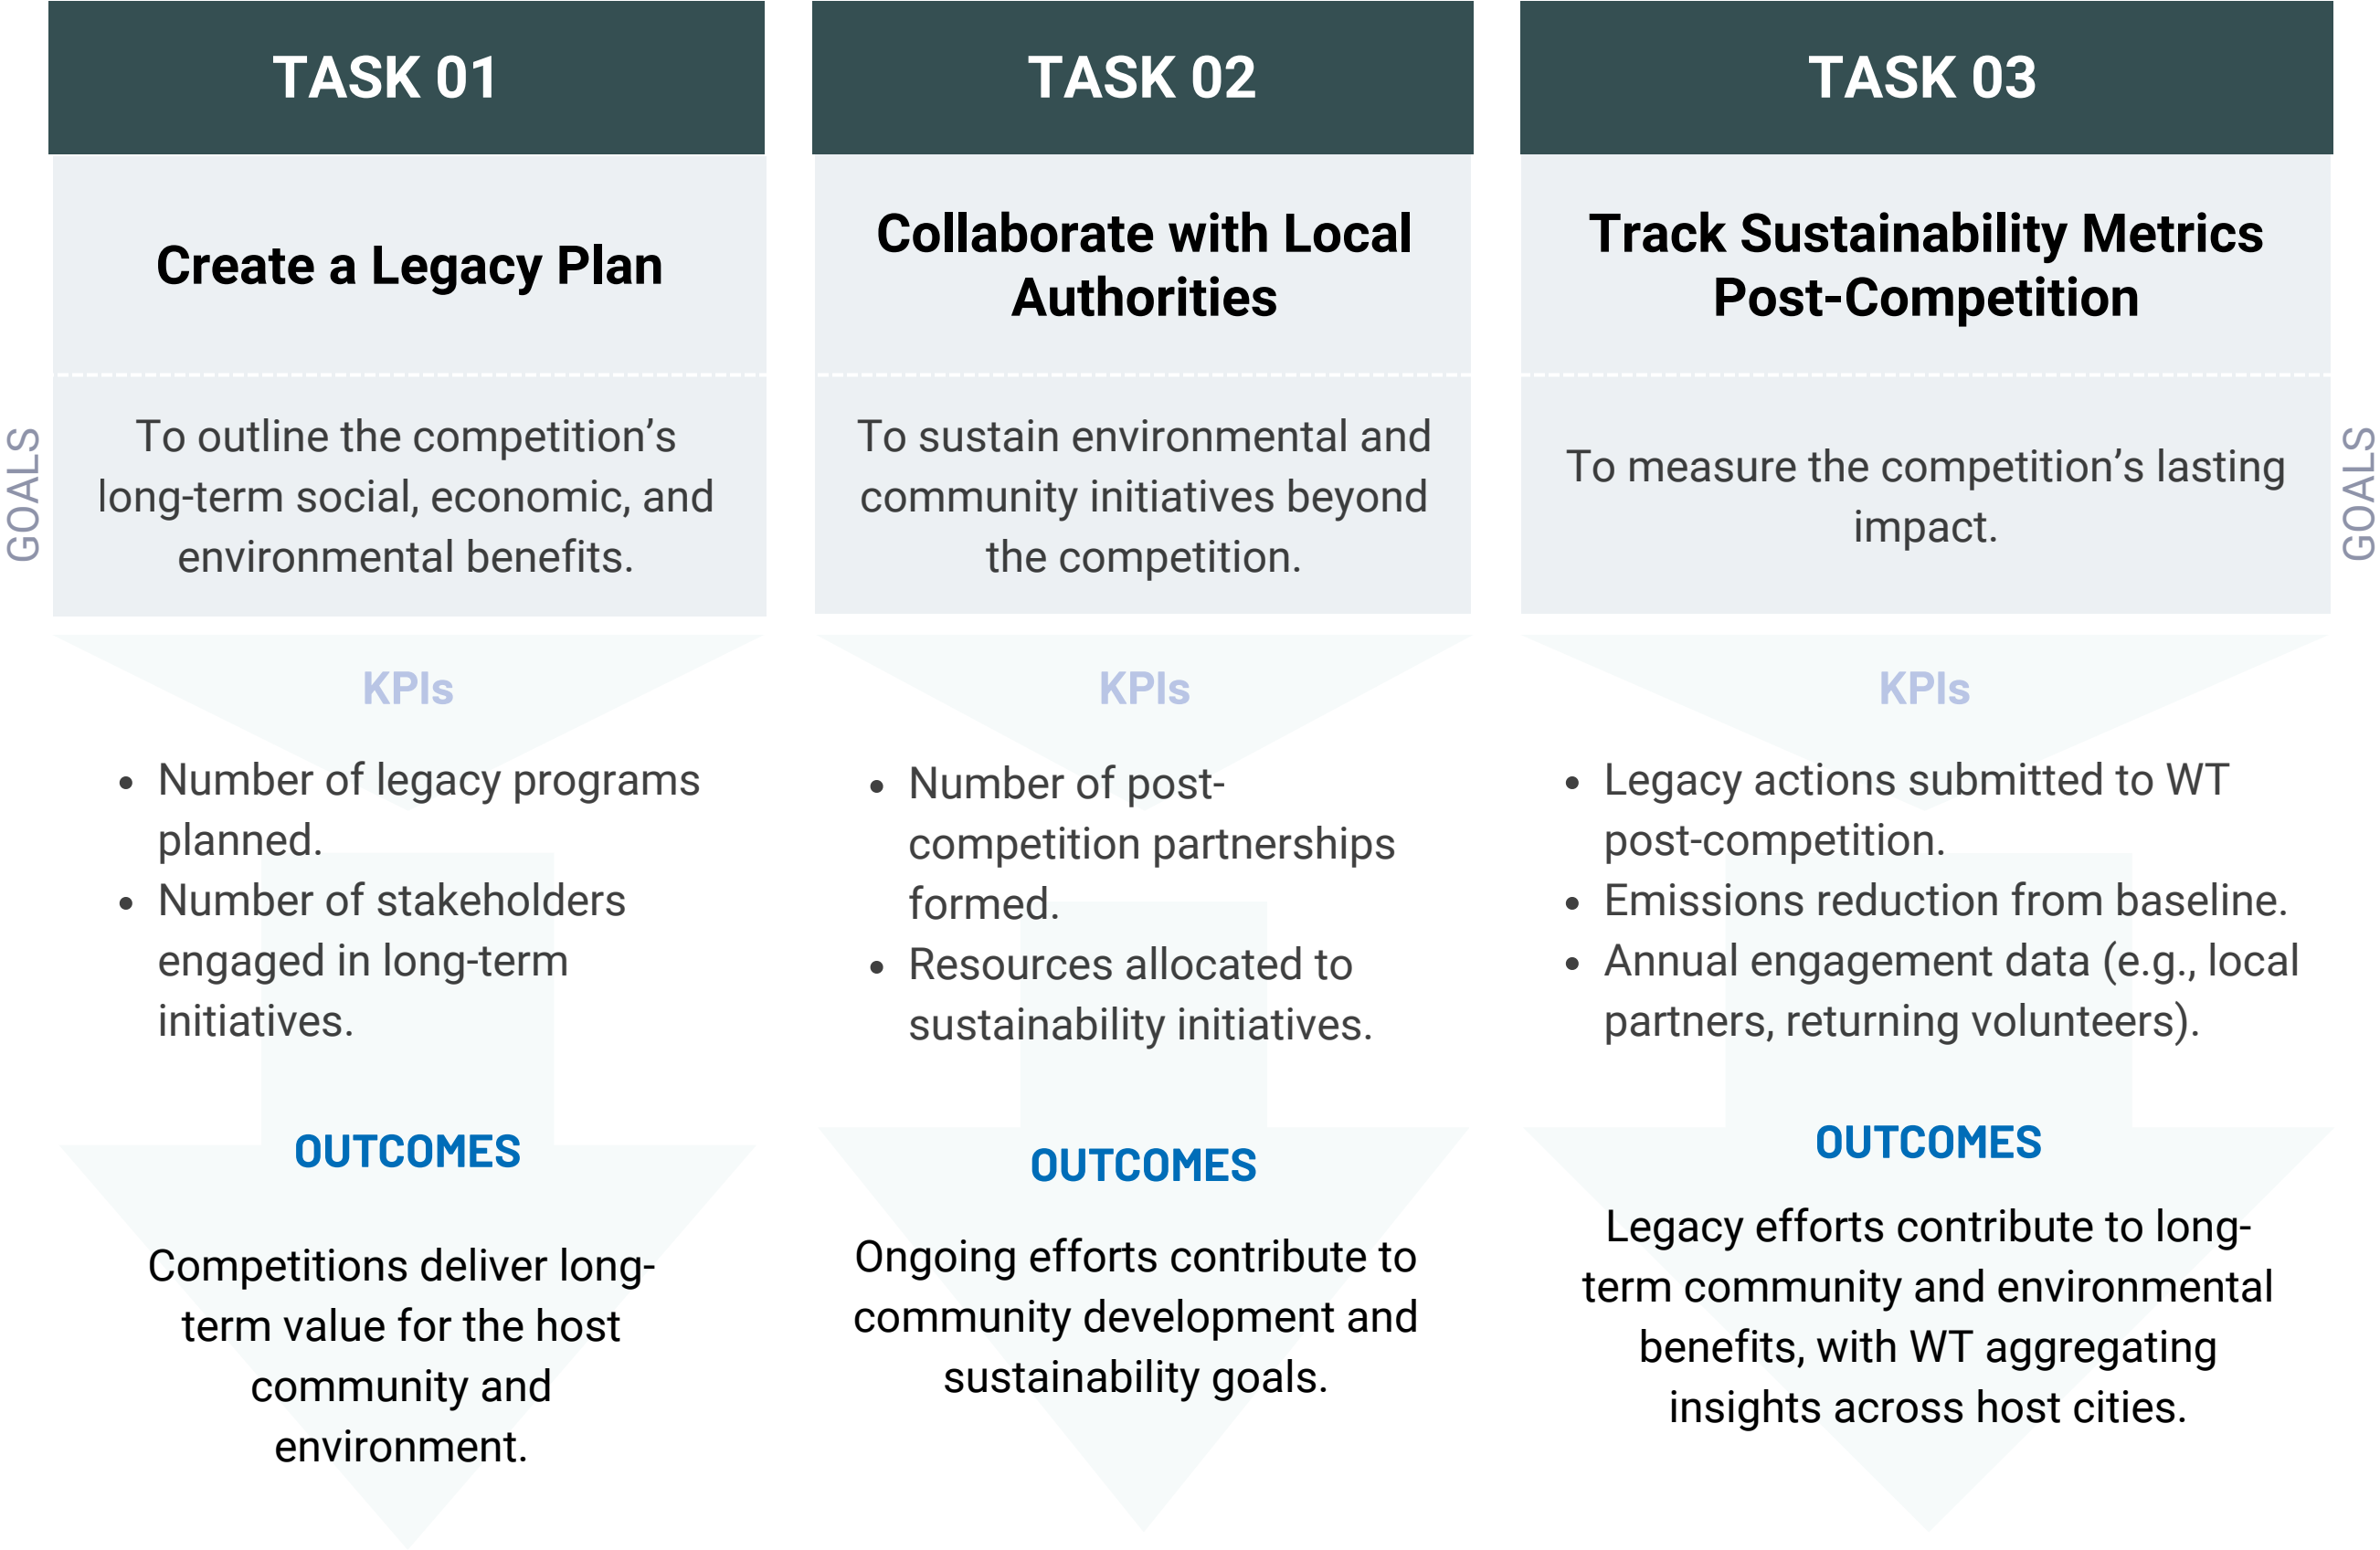 TASK 01
Create a Legacy Plan
GOALS
To outline the competition’s
long-term social, economic, and
environmental benefits.
KPIs
• Number of legacy programs
planned.
• Number of stakeholders
engaged in long-term
initiatives.
OUTCOMES
Competitions deliver long-
term value for the host
community and
environment.
TASK 02
Collaborate with Local
Authorities
To sustain environmental and
community initiatives beyond
the competition.
KPIs
• Number of post-
competition partnerships
formed.
• Resources allocated to
sustainability initiatives.
OUTCOMES
Ongoing efforts contribute to
community development and
sustainability goals.
TASK 03
Track Sustainability Metrics
Post-Competition
To measure the competition’s lasting
impact.
GOALS
KPIs
• Legacy actions submitted to WT
post-competition.
• Emissions reduction from baseline.
• Annual engagement data (e.g., local
partners, returning volunteers).
OUTCOMES
Legacy efforts contribute to long-
term community and environmental
benefits, with WT aggregating
insights across host cities.